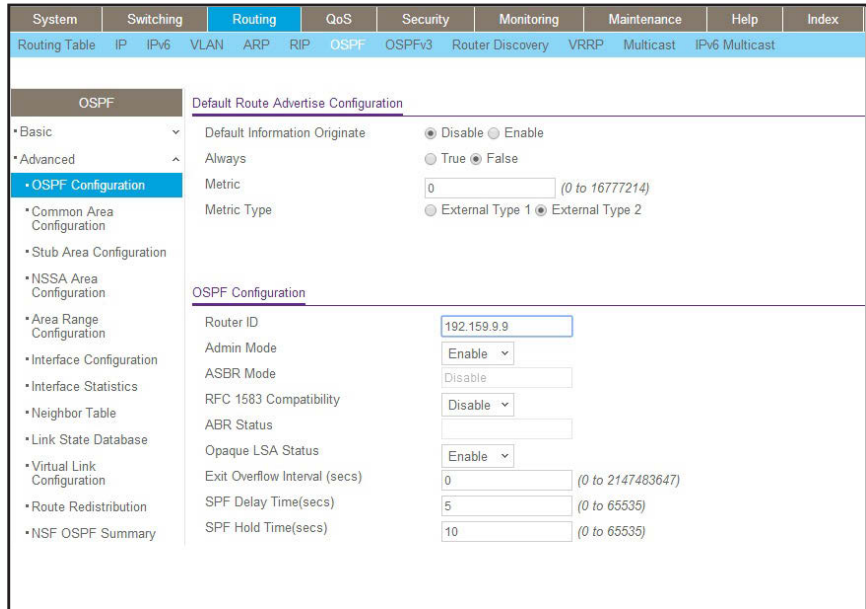 System Switching Routing QoS Security Monitoring Maintenance Help Index
Routing Table IP IPv6 VLAN ARP RIP OSPF OSPFv3 Router Discovery VRRP Multicast IPv6 Multicast
OSPF
Basic
Advanced
OSPF Configuration
Common Area
Configuration
Stub Area Configuration
NSSA Area
Configuration
Area Range
Configuration
Interface Configuration
Interface Statistics
Neighbor Table
Link State Database
Virtual Link
Configuration
Route Redistribution
NSF OSPF Summary
Default Route Advertise Configuration
Default Information Originate Disable Enable
Always True False
Metric 0 (0 to 16777214)
Metric Type External Type 1 External Type 2
OSPF Configuration
Router ID 192.159.9.9
Admin Mode Enable
ASBR Mode Disable
RFC 1583 Compatibility Disable
ABR Status
Opaque LSA Status Enable
Exit Overflow Interval (secs) 0 (0 to 2147483647)
SPF Delay Time(secs) 5 (0 to 65535)
SPF Hold Time(secs) 10 (0 to 65535)